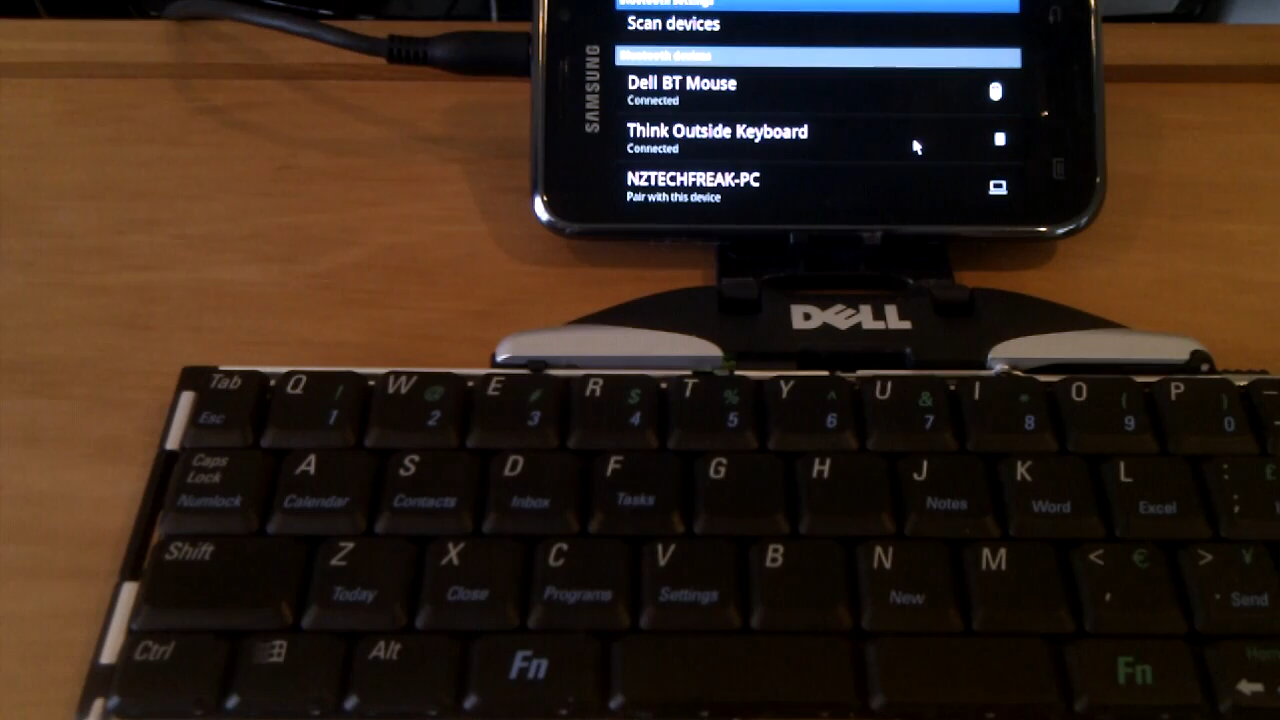 Bluetooth settings
Scan devices
Bluetooth devices
Dell BT Mouse
Connected
Think Outside Keyboard
Connected
NZTECHFREAK-PC
Pair with this device
SAMSUNG
DELL
Tab Q ! W @ E # R $ T % Y ^ U & I * O ( P )
Esc 1 2 3 4 5 6 7 8 9 0
Caps Lock A S D F G H J K L : £
Numlock Calendar Contacts Inbox Tasks Notes Word Excel ;
Shift Z X C V B N M < € > ¥
Today Close Programs Settings New , . Send
Ctrl Alt Fn Fn